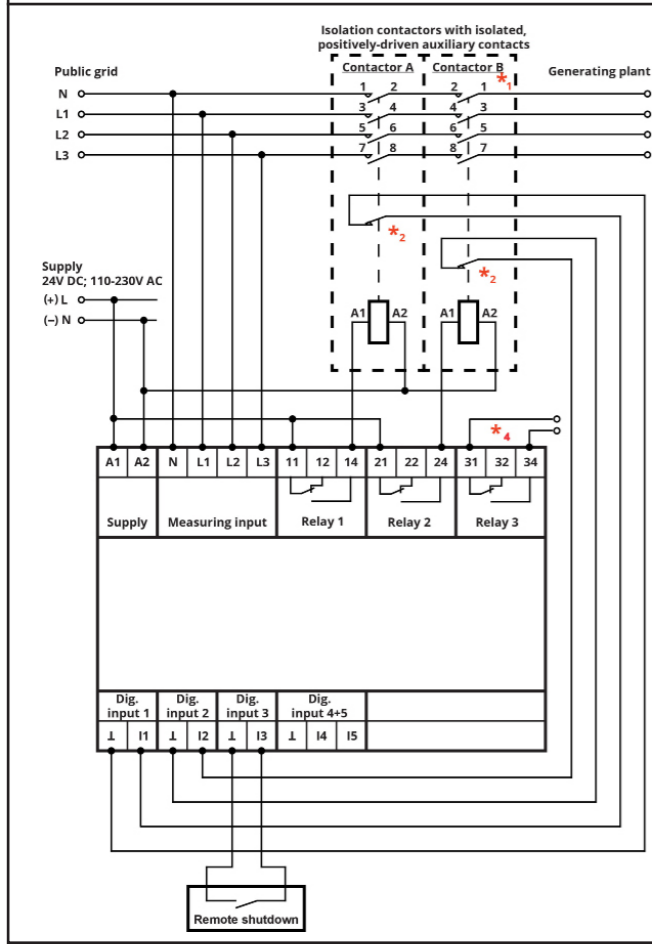 Isolation contactors with isolated,
positively-driven auxiliary contacts
Public grid
Contactor A
Contactor B
*1
Generating plant
N
1 2 2 1
L1
3 4 4 3
L2
5 6 6 5
L3
7 8 8 7
*2
*2
Supply
24V DC; 110-230V AC
(+) L
(−) N
A1 A2 A1 A2
*4
A1 A2 N L1 L2 L3 11 12 14 21 22 24 31 32 34
Supply Measuring input Relay 1 Relay 2 Relay 3
Dig. Dig. Dig. Dig.
input 1 input 2 input 3 input 4+5
⊥ I1 ⊥ I2 ⊥ I3 ⊥ I4 I5
Remote shutdown